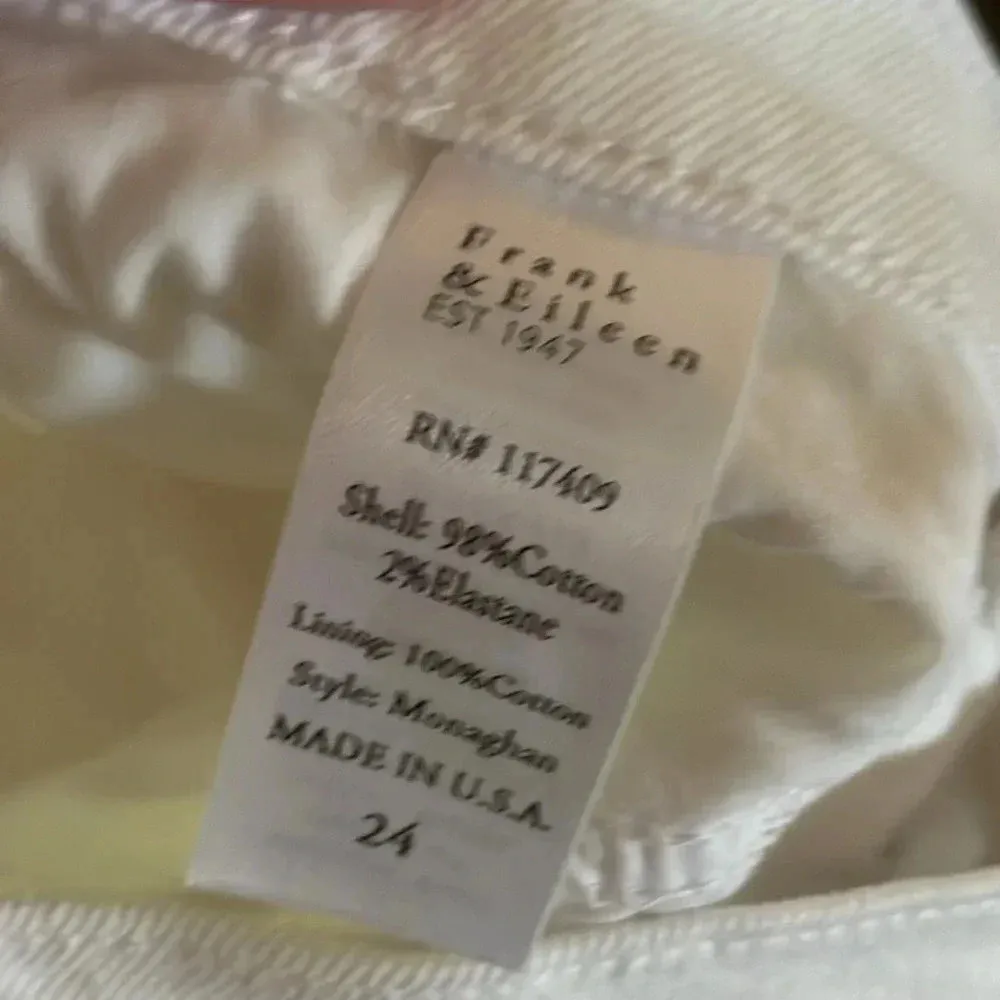 Frank
& Eileen
EST 1947
RN# 117409
Shell: 98%Cotton
2%Elastane
Lining: 100%Cotton
Style: Monaghan
MADE IN U.S.A.
24